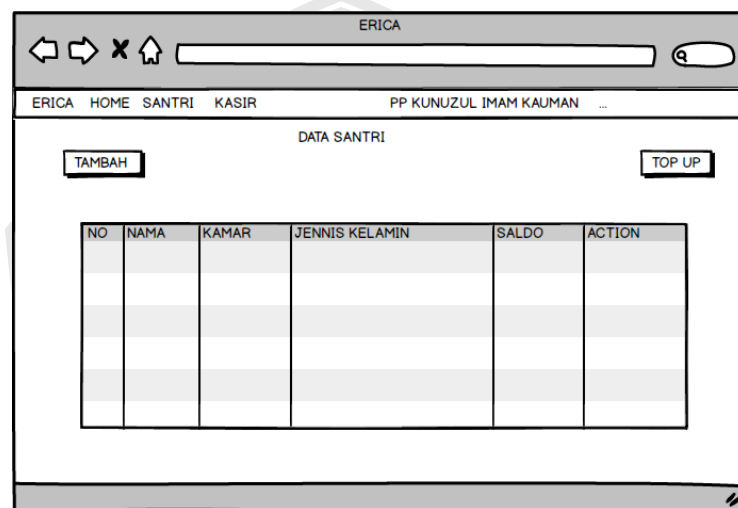 ERICA
ERICA HOME SANTRI KASIR PP KUNUZUL IMAM KAUMAN ...
DATA SANTRI
TAMBAH TOP UP
NO NAMA KAMAR JENNIS KELAMIN SALDO ACTION